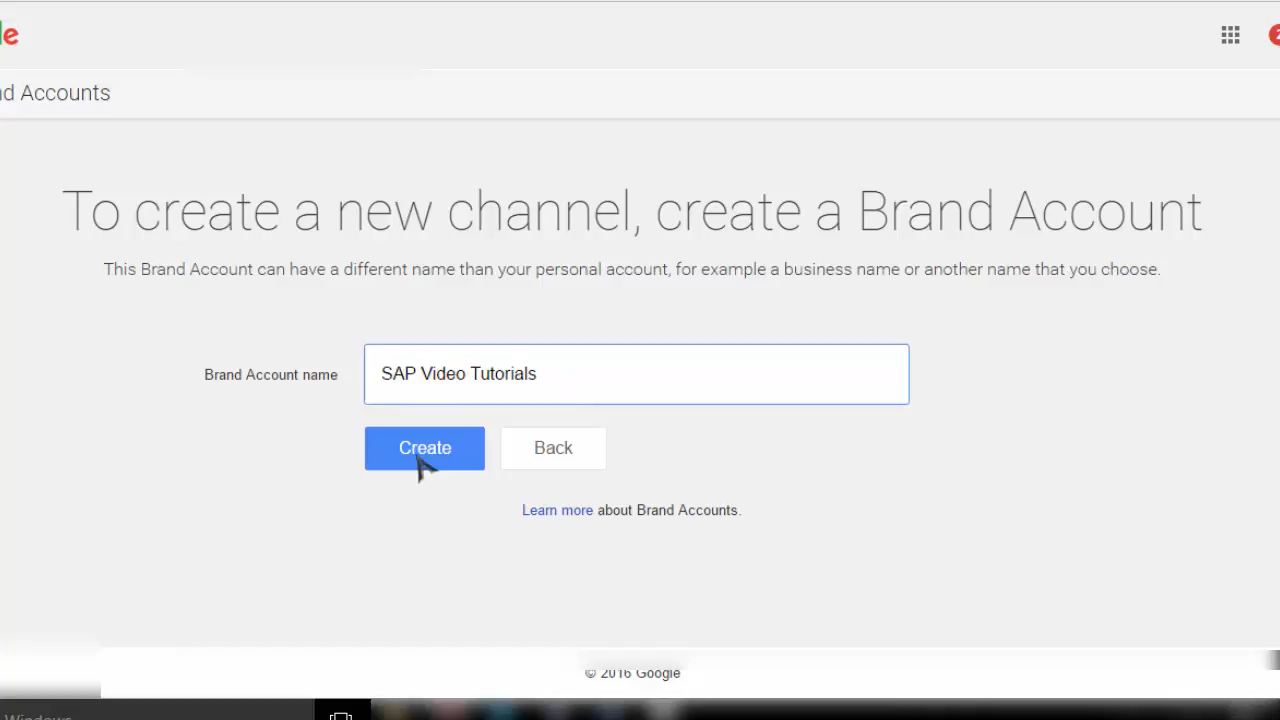 le
nd Accounts
To create a new channel, create a Brand Account
This Brand Account can have a different name than your personal account, for example a business name or another name that you choose.
Brand Account name
SAP Video Tutorials
Create
Back
Learn more about Brand Accounts.
© 2016 Google
Windows